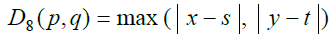 D₈(p,q) = max (| x − s |, | y − t |)